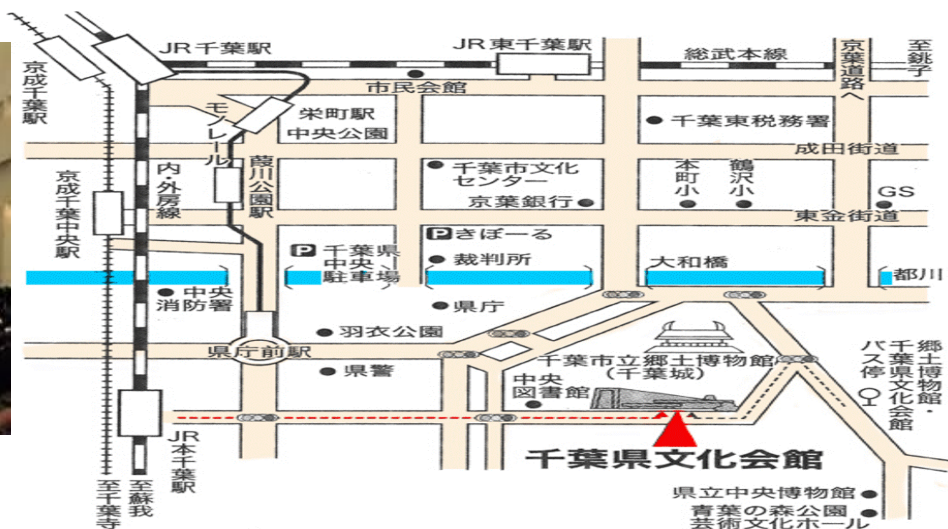 JR千葉駅
JR東千葉駅
総武本線
京葉道路へ
至銚子
京成千葉駅
市民会館
モノレール
栄町駅
中央公園
千葉東税務署
成田街道
葭川公園駅
内・外房線
京成千葉中央駅
千葉市文化
センター
京葉銀行
本町小
鶴沢小
GS
東金街道
P 千葉県
中央
駐車場
P きぼーる
裁判所
大和橋
都川
中央
消防署
県庁
羽衣公園
県庁前駅
県警
千葉市立郷土博物館
(千葉城)
中央
図書館
郷土博物館・
千葉県文化会館
バス停
JR本千葉駅
千葉県文化会館
至蘇我
至千葉寺
県立中央博物館
青葉の森公園
芸術文化ホール